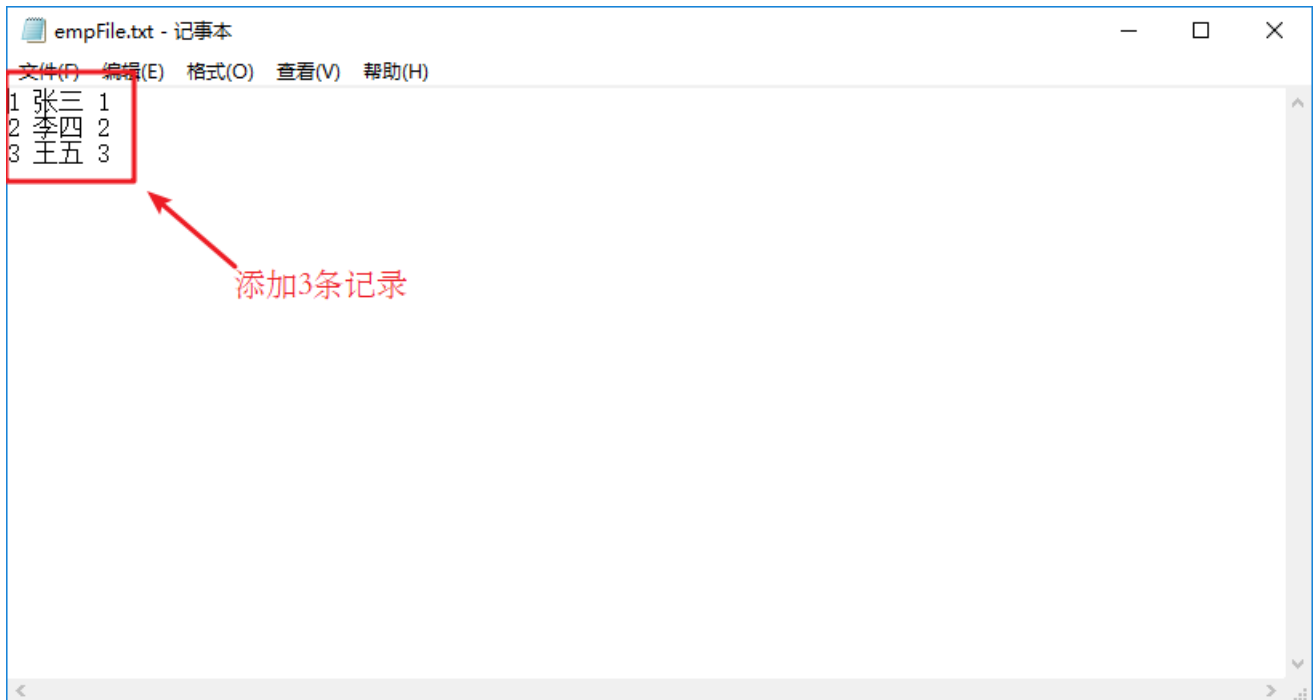 empFile.txt - 记事本
文件(F) 编辑(E) 格式(O) 查看(V) 帮助(H)
1 张三 1
2 李四 2
3 王五 3
添加3条记录